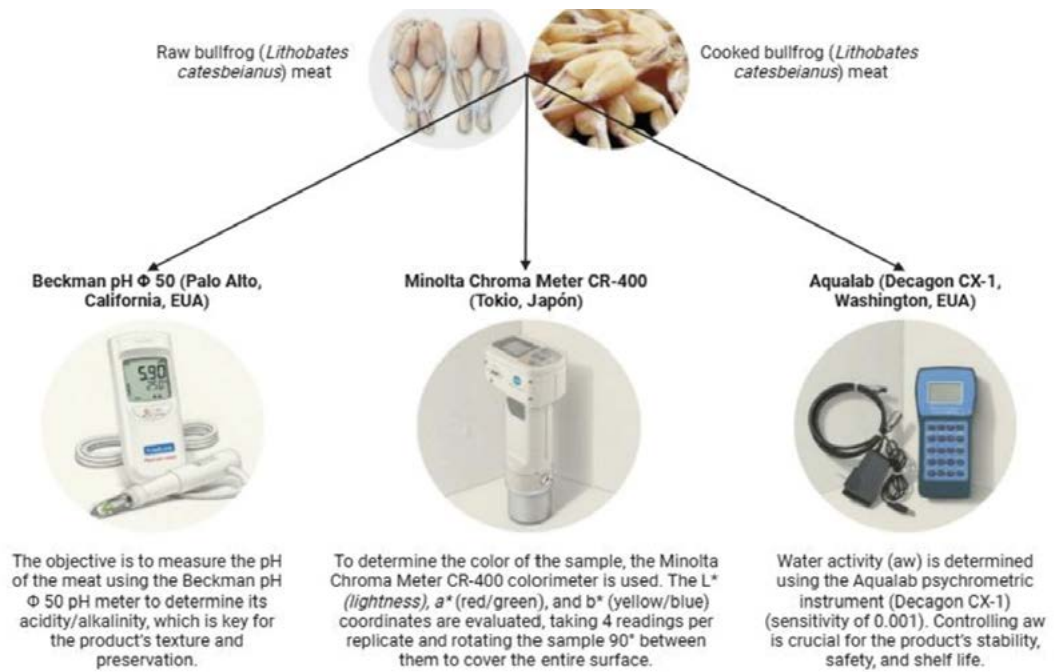 Raw bullfrog (Lithobates
catesbeianus) meat
Cooked bullfrog (Lithobates
catesbeianus) meat
Beckman pH Φ 50 (Palo Alto,
California, EUA)
Minolta Chroma Meter CR-400
(Tokio, Japón)
Aqualab (Decagon CX-1,
Washington, EUA)
5.90
The objective is to measure the pH
of the meat using the Beckman pH
Φ 50 pH meter to determine its
acidity/alkalinity, which is key for
the product's texture and
preservation.
To determine the color of the sample, the Minolta
Chroma Meter CR-400 colorimeter is used. The L*
(lightness), a* (red/green), and b* (yellow/blue)
coordinates are evaluated, taking 4 readings per
replicate and rotating the sample 90° between
them to cover the entire surface.
Water activity (aw) is determined
using the Aqualab psychrometric
instrument (Decagon CX-1)
(sensitivity of 0.001). Controlling aw
is crucial for the product's stability,
safety, and shelf life.